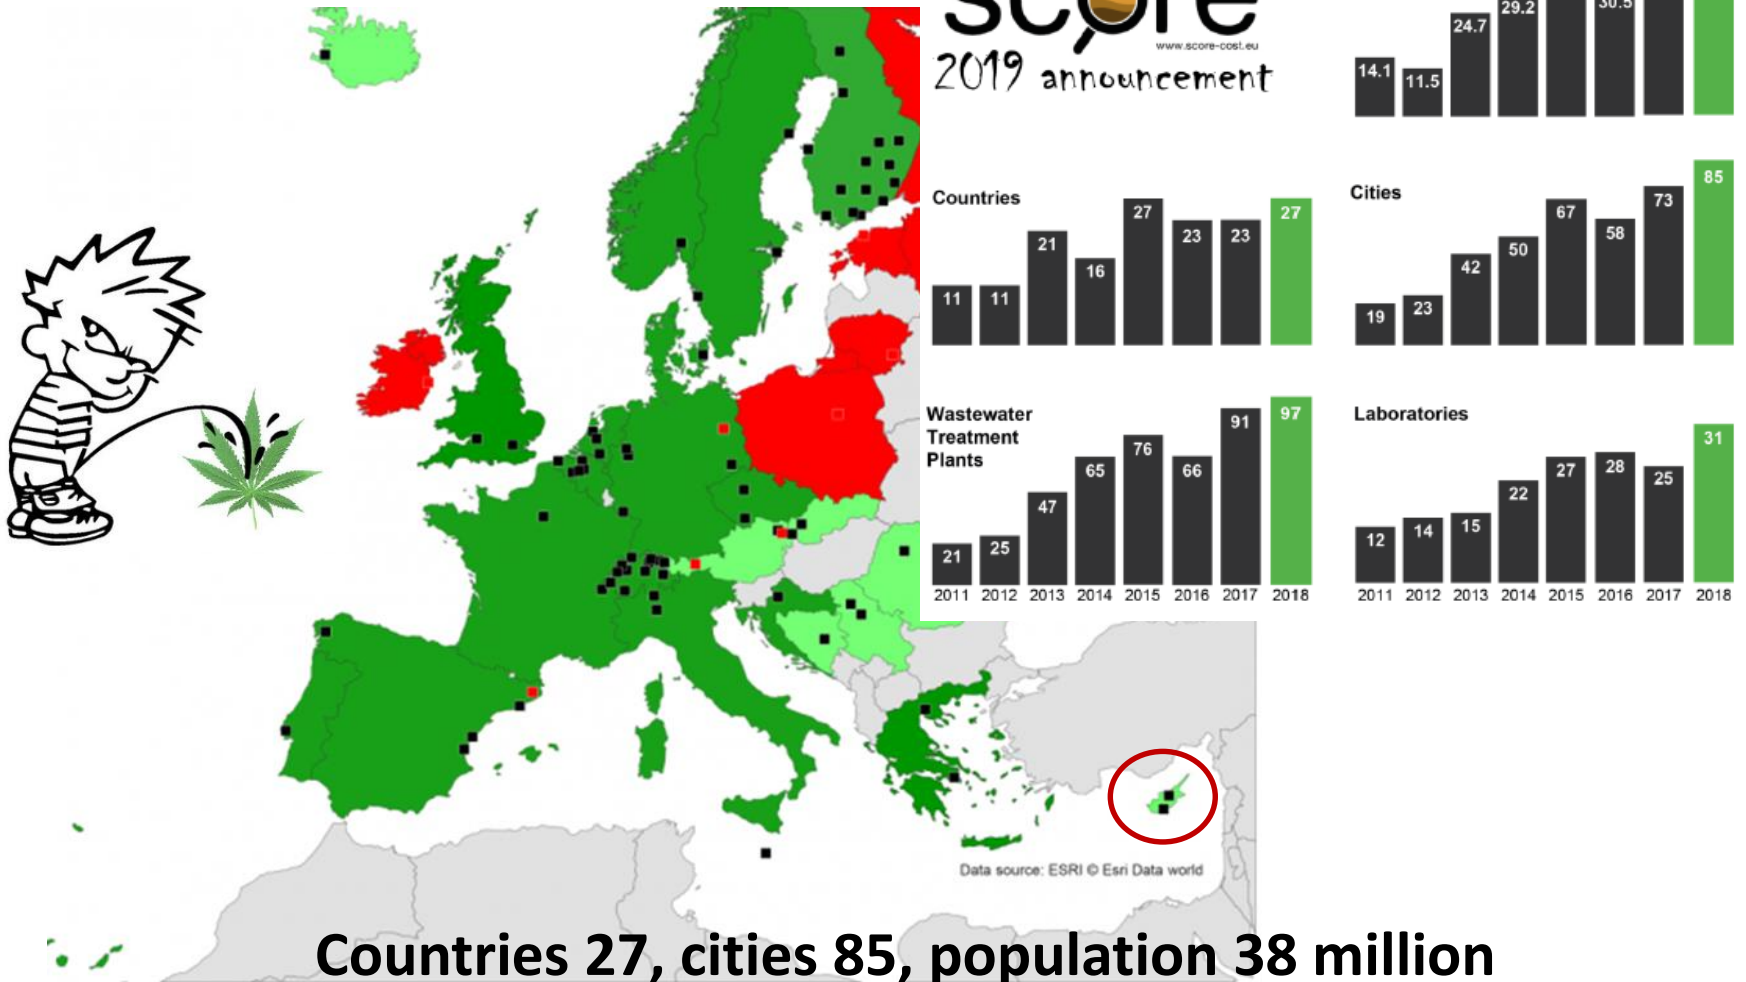 score
www.score-cost.eu
2019 announcement
14.1 11.5 24.7 29.2 30.5
Countries
11 11 21 16 27 23 23 27
Cities
19 23 42 50 67 58 73 85
Wastewater
Treatment
Plants
21 25 47 65 76 66 91 97
2011 2012 2013 2014 2015 2016 2017 2018
Laboratories
12 14 15 22 27 28 25 31
2011 2012 2013 2014 2015 2016 2017 2018
Data source: ESRI © Esri Data world
Countries 27, cities 85, population 38 million